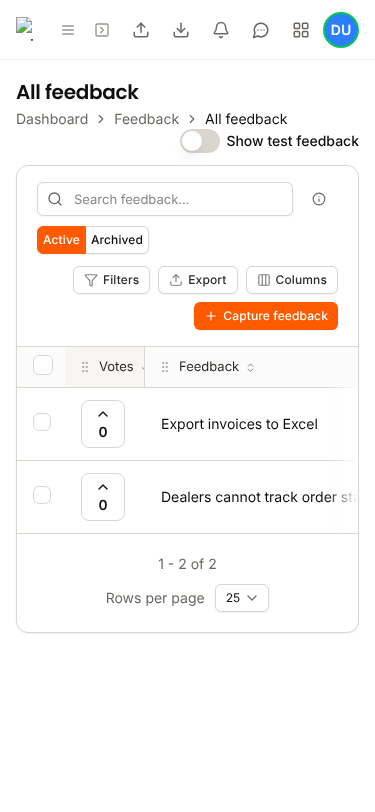 DU
All feedback
Dashboard > Feedback > All feedback
Show test feedback
Search feedback...
Active Archived
Filters Export Columns
+ Capture feedback
Votes Feedback
0 Export invoices to Excel
0 Dealers cannot track order
1 - 2 of 2
Rows per page 25